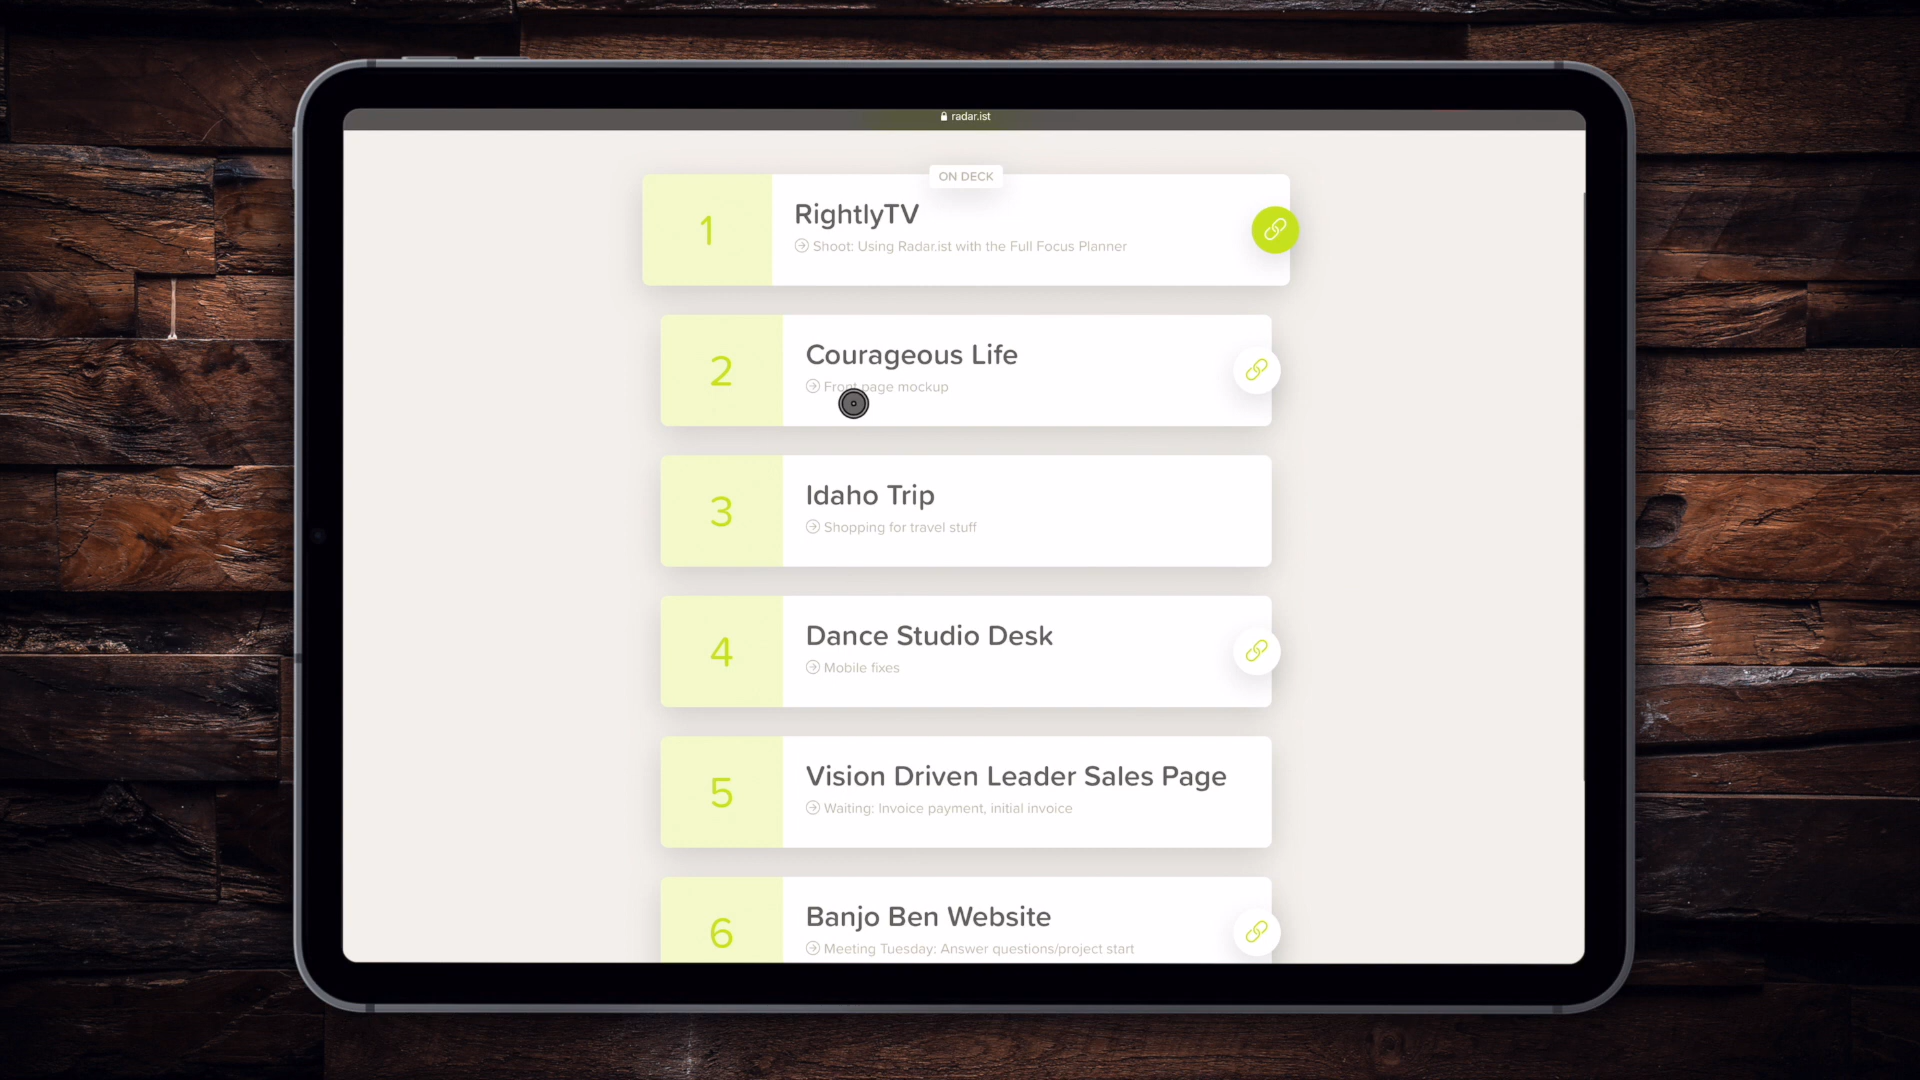 radar.ist
ON DECK
1
RightlyTV
Shoot: Using Radar.ist with the Full Focus Planner
2
Courageous Life
Front page mockup
3
Idaho Trip
Shopping for travel stuff
4
Dance Studio Desk
Mobile fixes
5
Vision Driven Leader Sales Page
Waiting: Invoice payment, initial invoice
6
Banjo Ben Website
Meeting Tuesday: Answer questions/project start